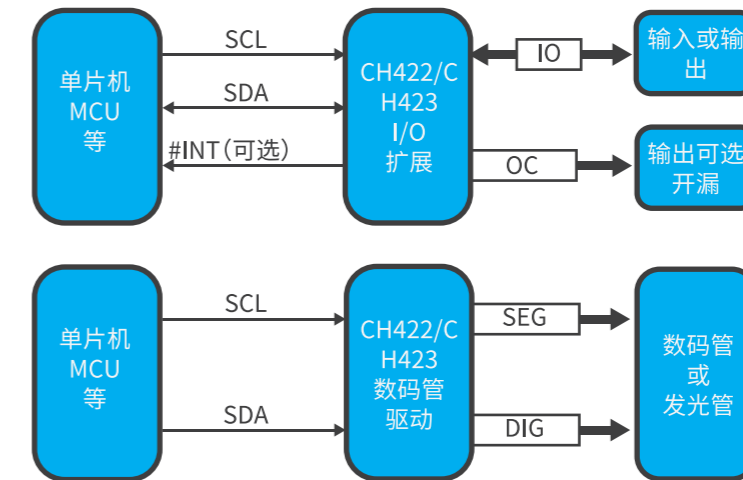 单片机
MCU
等
SCL
SDA
#INT(可选)
CH422/C
H423
I/O
扩展
IO
OC
输入或输
出
输出可选
开漏
单片机
MCU
等
SCL
SDA
CH422/C
H423
数码管
驱动
SEG
DIG
数码管
或
发光管